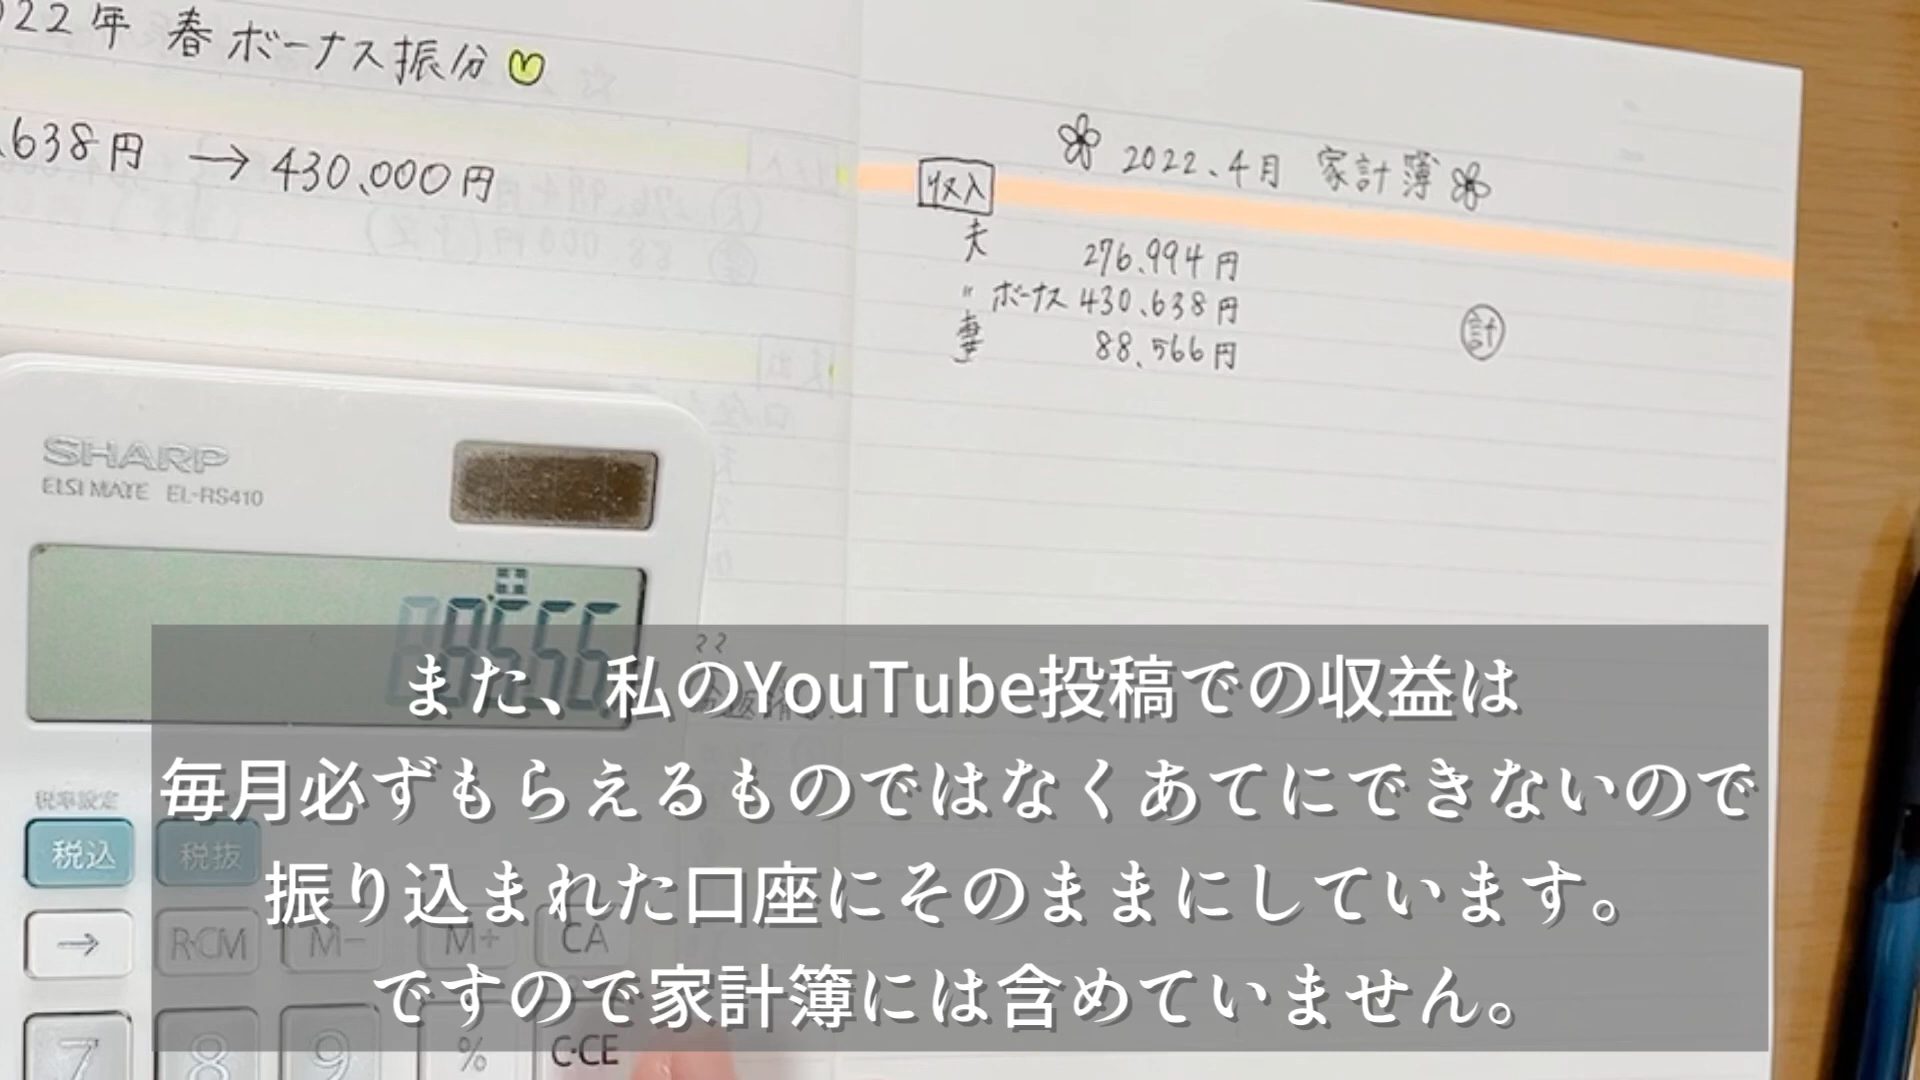 22年 春ボーナス振分
.638円 → 430.000円
2022.4月 家計簿
収入
夫 276.994円
〃 ボーナス 430.638円
妻 88.566円
計
SHARP
ELSI MATE EL-RS410
また、私のYouTube投稿での収益は
毎月必ずもらえるものではなくあてにできないので
振り込まれた口座にそのままにしています。
ですので家計簿には含めていません。
税率設定
税込 税抜
→ R·CM M− M+ CA
7 8 9 % C·CE